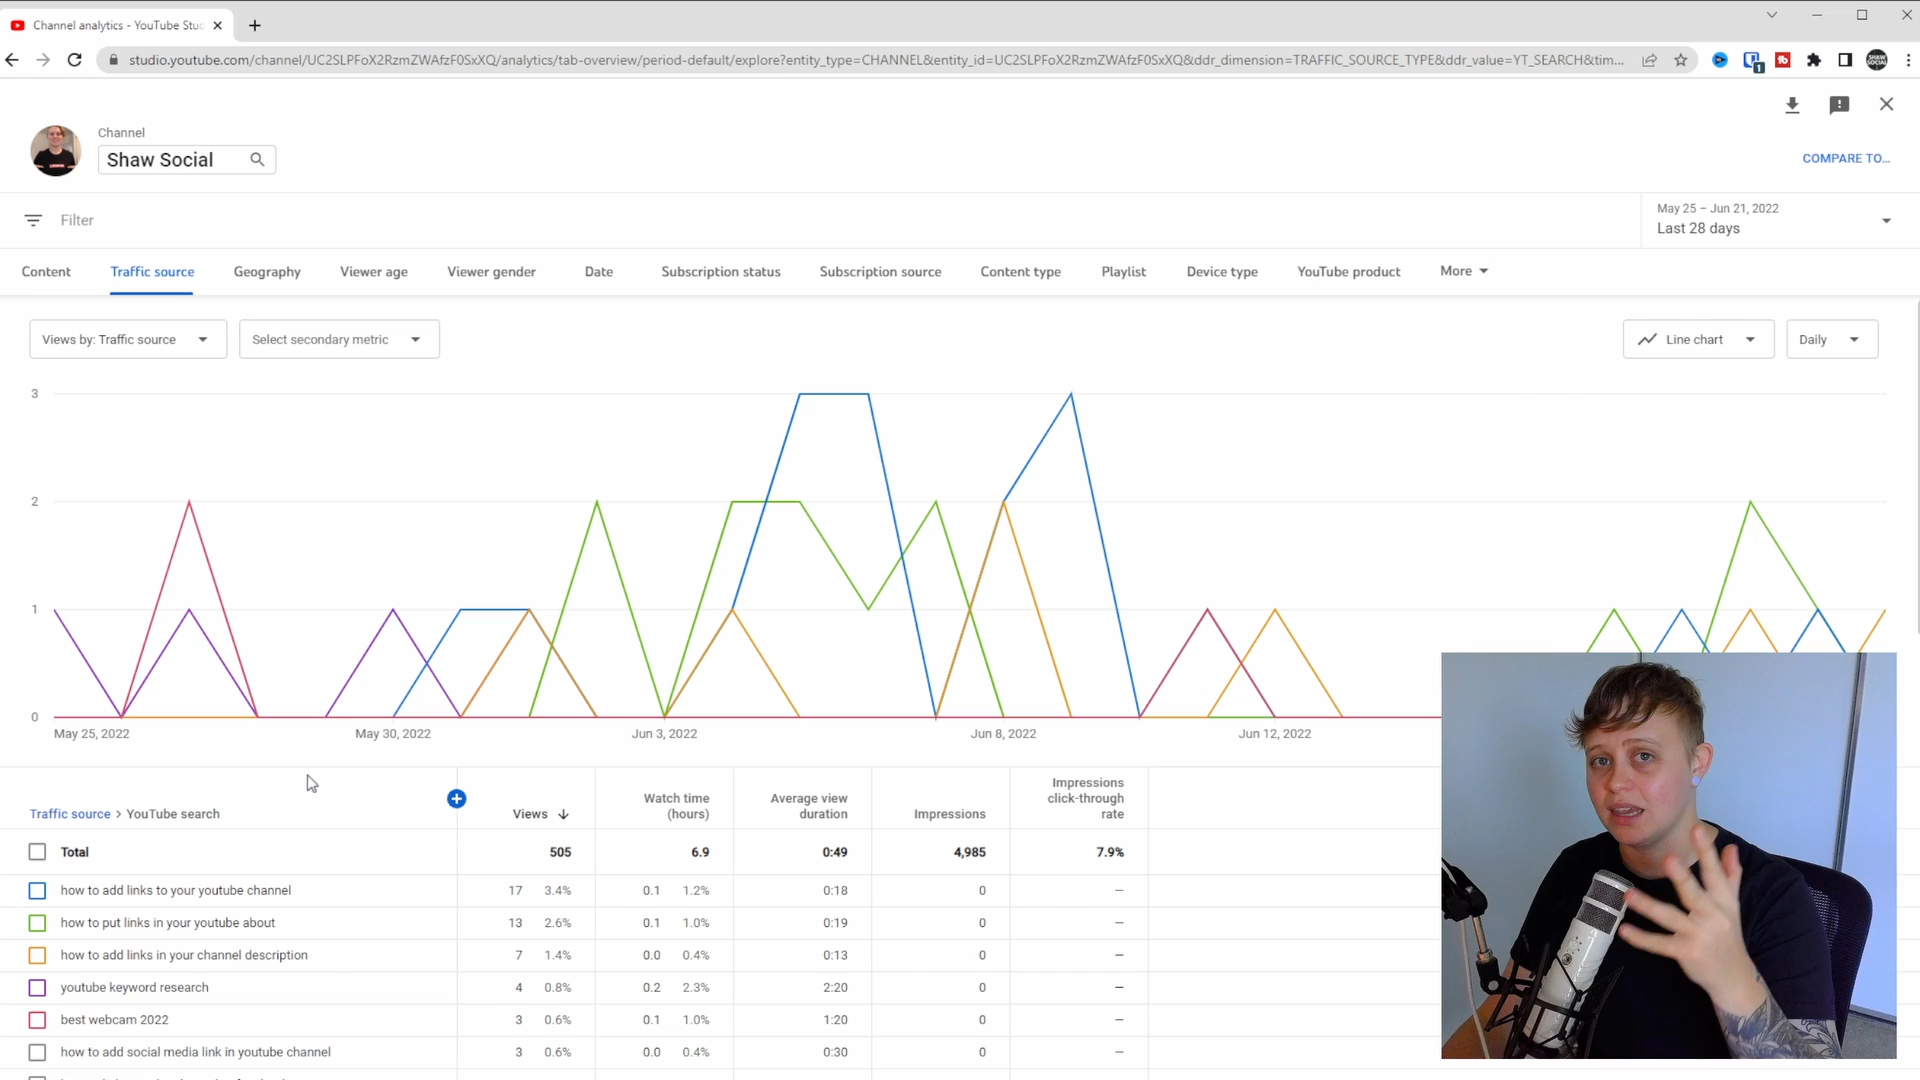 Channel analytics - YouTube Stu
studio.youtube.com/channel/UC2SLPFoX2RzmZWAfzF0SxXQ/analytics/tab-overview/period-default/explore?entity_type=CHANNEL&entity_id=UC2SLPFoX2RzmZWAfzF0SxXQ&ddr_dimension=TRAFFIC_SOURCE_TYPE&ddr_value=YT_SEARCH&tim...
1
Channel
Shaw Social
COMPARE TO...
Filter
May 25 – Jun 21, 2022
Last 28 days
Content Traffic source Geography Viewer age Viewer gender Date Subscription status Subscription source Content type Playlist Device type YouTube product More
Views by: Traffic source Select secondary metric Line chart Daily
3
2
1
0
May 25, 2022 May 30, 2022 Jun 3, 2022 Jun 8, 2022 Jun 12, 2022
Traffic source > YouTube search Views Watch time (hours) Average view duration Impressions Impressions click-through rate
Total 505 6.9 0:49 4,985 7.9%
how to add links to your youtube channel 17 3.4% 0.1 1.2% 0:18 0 —
how to put links in your youtube about 13 2.6% 0.1 1.0% 0:19 0 —
how to add links in your channel description 7 1.4% 0.0 0.4% 0:13 0 —
youtube keyword research 4 0.8% 0.2 2.3% 2:20 0 —
best webcam 2022 3 0.6% 0.1 1.0% 1:20 0 —
how to add social media link in youtube channel 3 0.6% 0.0 0.4% 0:30 0 —